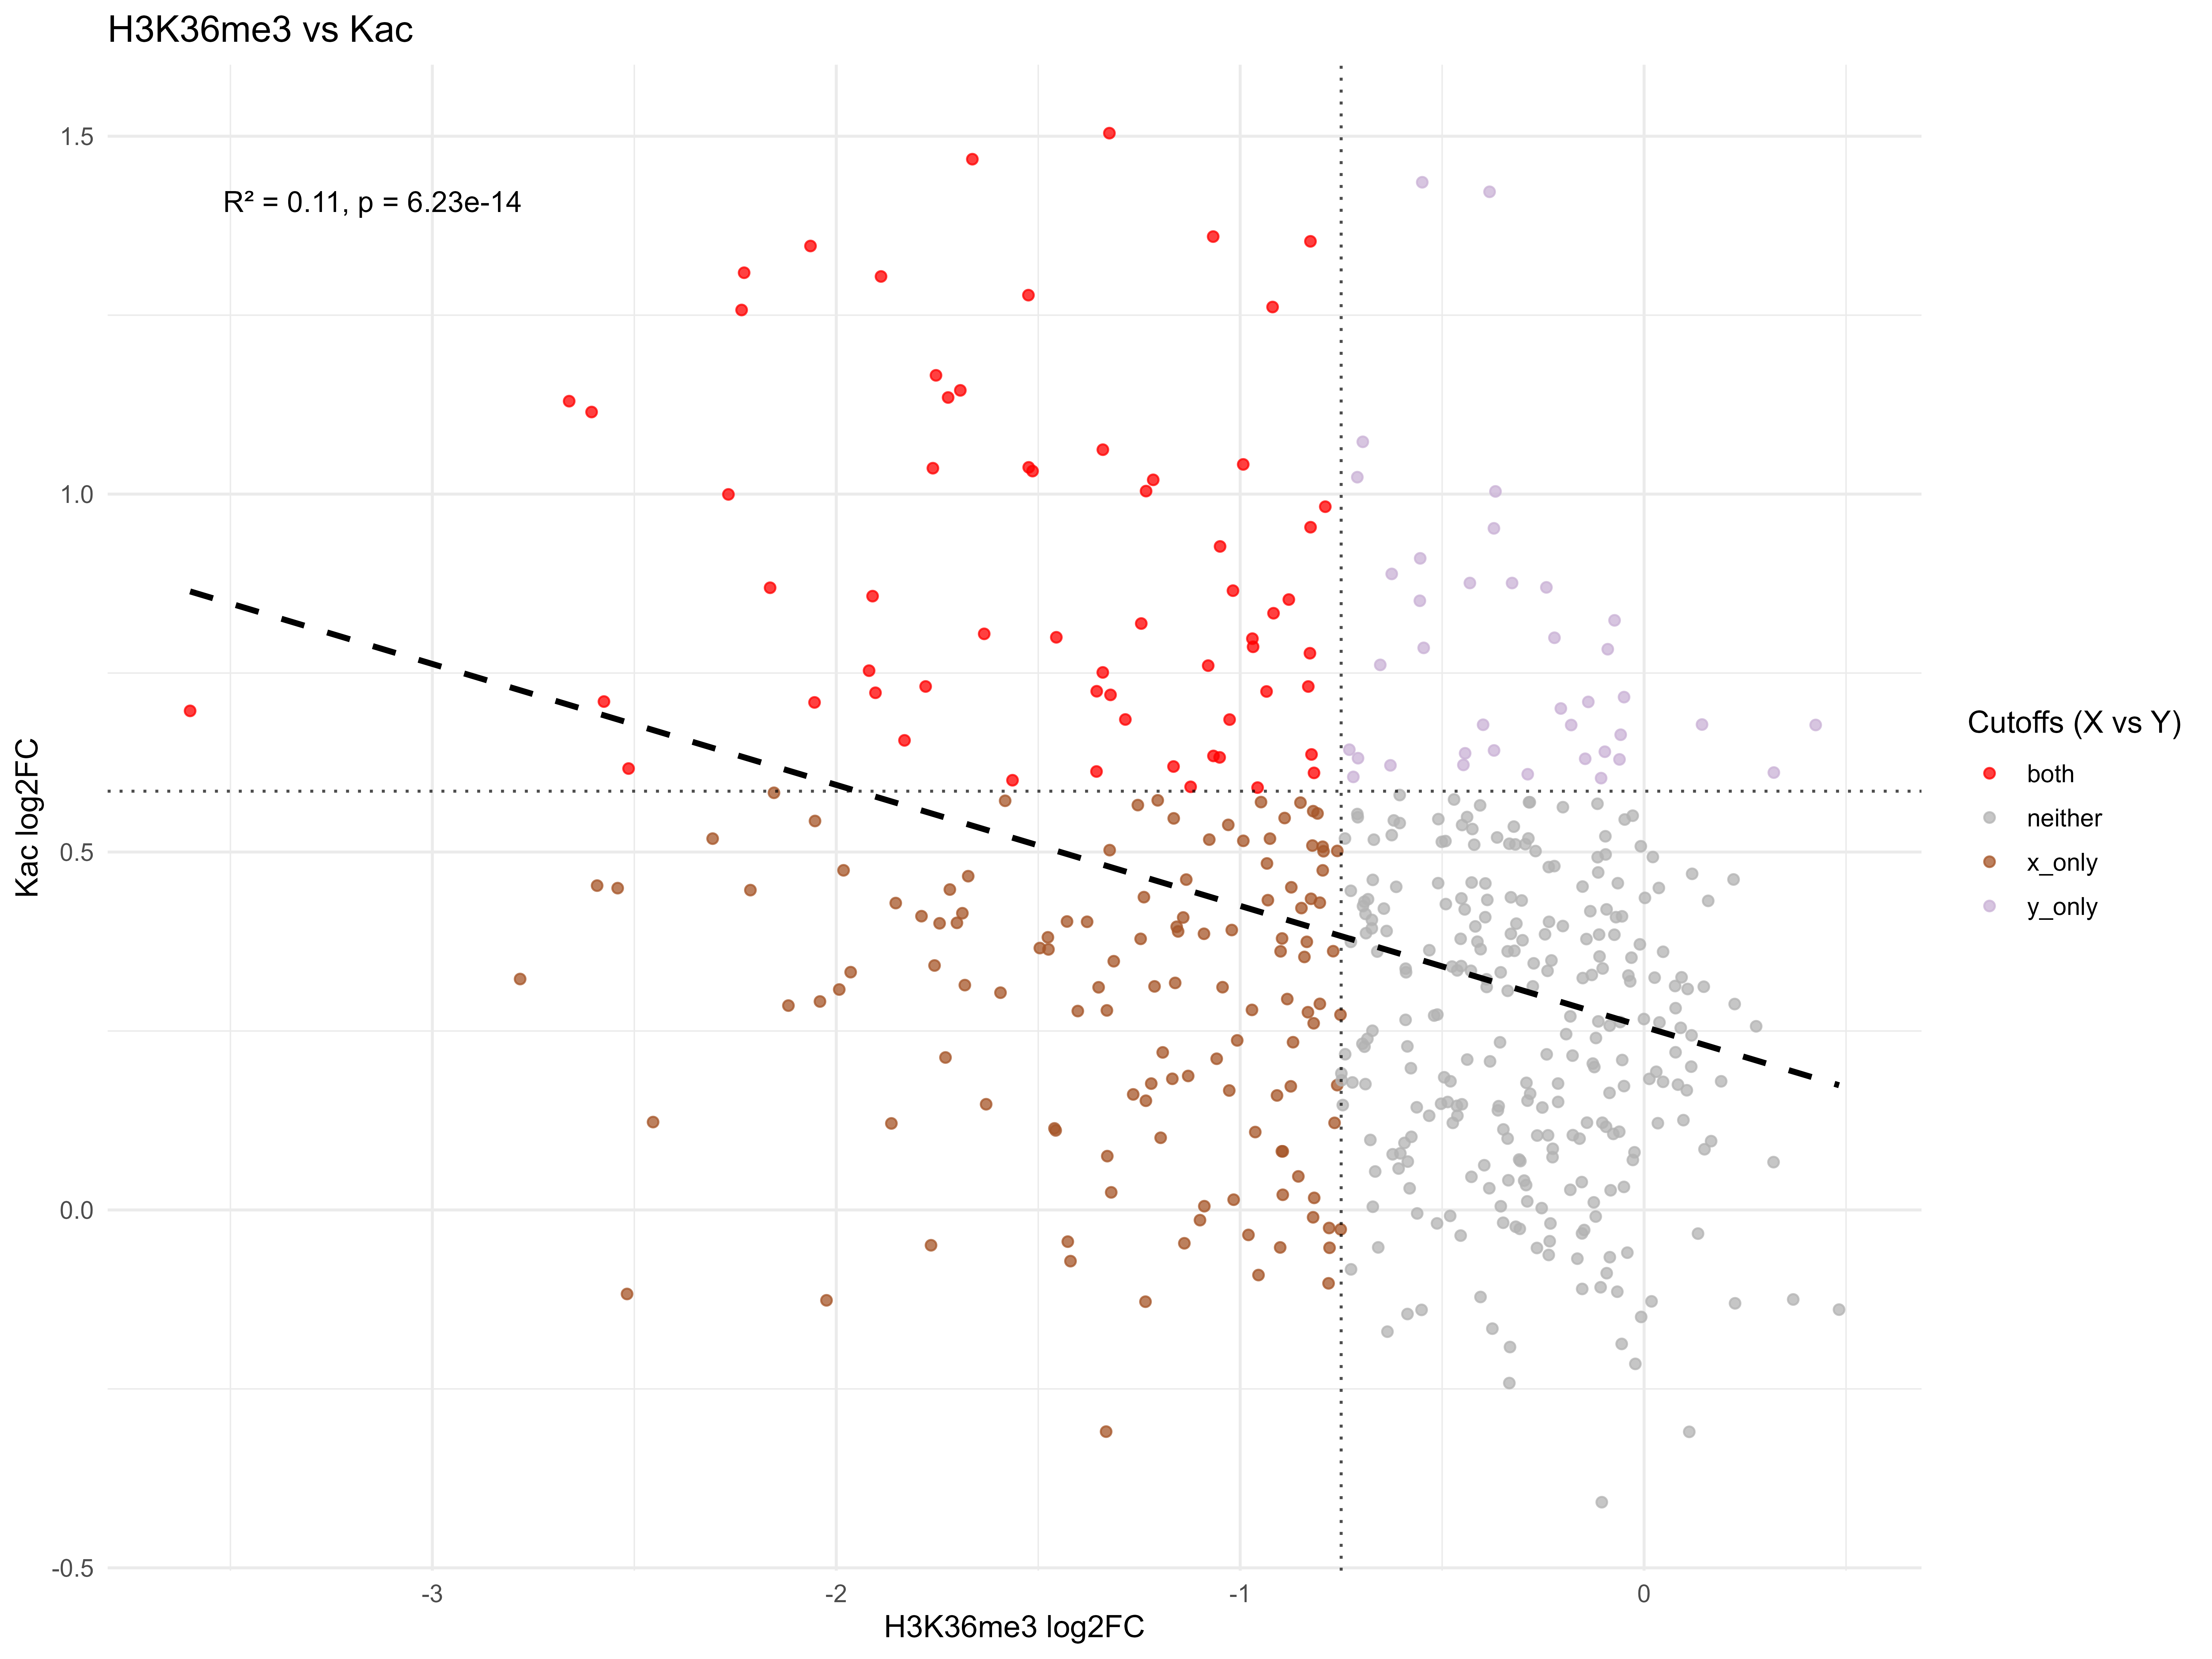 H3K36me3 vs Kac
R² = 0.11, p = 6.23e-14
1.5
1.0
0.5
0.0
-0.5
Kac log2FC
-3
-2
-1
0
H3K36me3 log2FC
Cutoffs (X vs Y)
both
neither
x_only
y_only